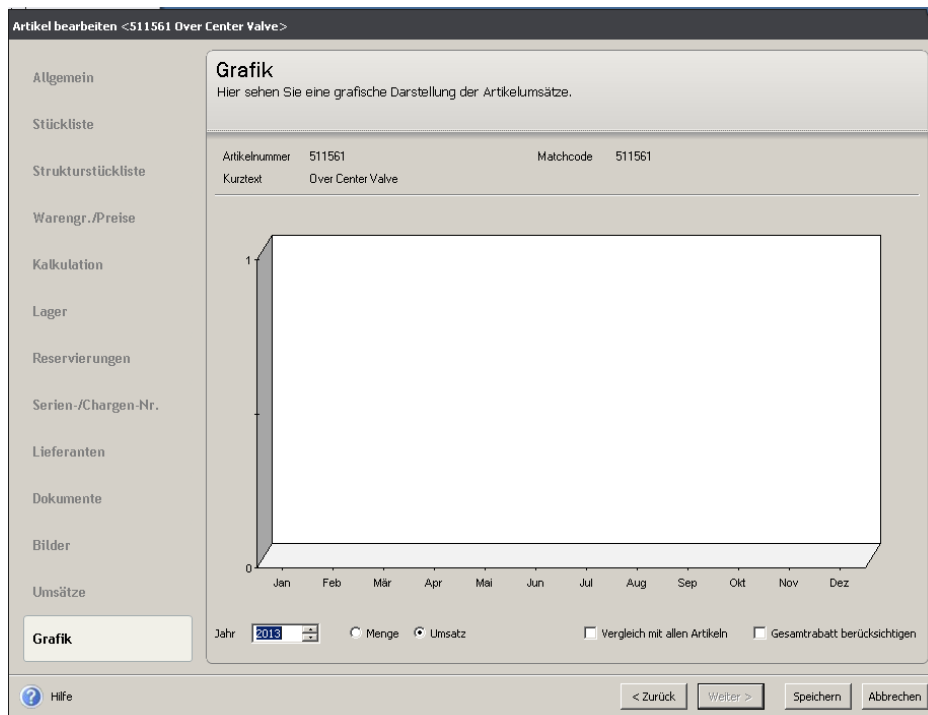 Artikel bearbeiten <511561 Over Center Valve>
Allgemein
Stückliste
Strukturstückliste
Warengr./Preise
Kalkulation
Lager
Reservierungen
Serien-/Chargen-Nr.
Lieferanten
Dokumente
Bilder
Umsätze
Grafik
Grafik
Hier sehen Sie eine grafische Darstellung der Artikelumsätze.
Artikelnummer 511561 Matchcode 511561
Kurztext Over Center Valve
1
0
Jan Feb Mär Apr Mai Jun Jul Aug Sep Okt Nov Dez
Jahr 2013 Menge Umsatz Vergleich mit allen Artikeln Gesamtrabatt berücksichtigen
? Hilfe < Zurück Weiter > Speichern Abbrechen